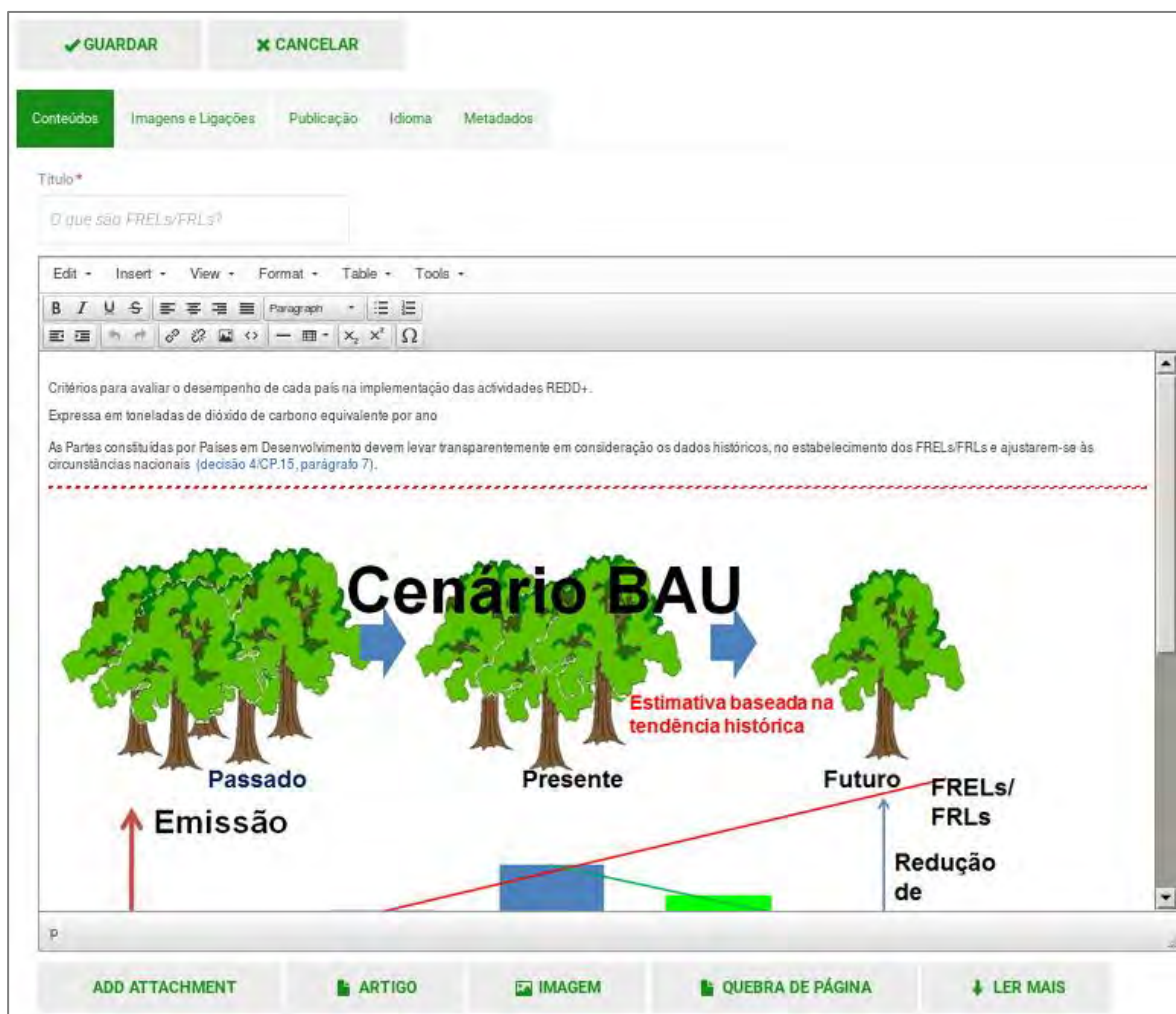 GUARDAR
CANCELAR
Conteúdos
Imagens e Ligações
Publicação
Idioma
Metadados
Título *
O que são FRELs/FRLs?
Edit
Insert
View
Format
Table
Tools
Paragraph
Critérios para avaliar o desempenho de cada país na implementação das actividades REDD+.
Expressa em toneladas de dióxido de carbono equivalente por ano
As Partes constituídas por Países em Desenvolvimento devem levar transparentemente em consideração os dados históricos, no estabelecimento dos FRELs/FRLs e ajustarem-se às
circunstâncias nacionais (decisão 4/CP.15, parágrafo 7).
Cenário BAU
Estimativa baseada na
tendência histórica
Passado
Presente
Futuro
FRELs/
FRLs
Emissão
Redução
de
p
ADD ATTACHMENT
ARTIGO
IMAGEM
QUEBRA DE PÁGINA
LER MAIS